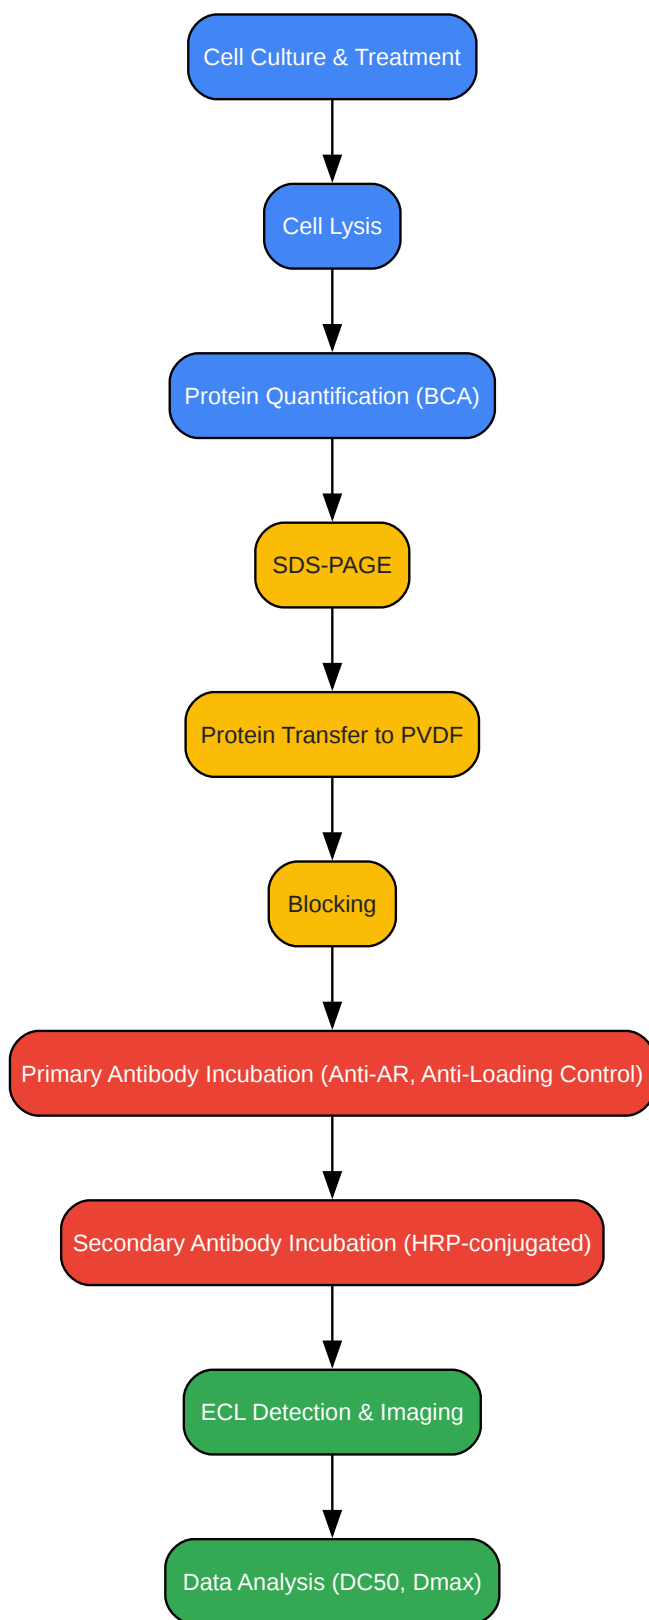 Cell Culture & Treatment
Cell Lysis
Protein Quantification (BCA)
SDS-PAGE
Protein Transfer to PVDF
Blocking
Primary Antibody Incubation (Anti-AR, Anti-Loading Control)
Secondary Antibody Incubation (HRP-conjugated)
ECL Detection & Imaging
Data Analysis (DC50, Dmax)